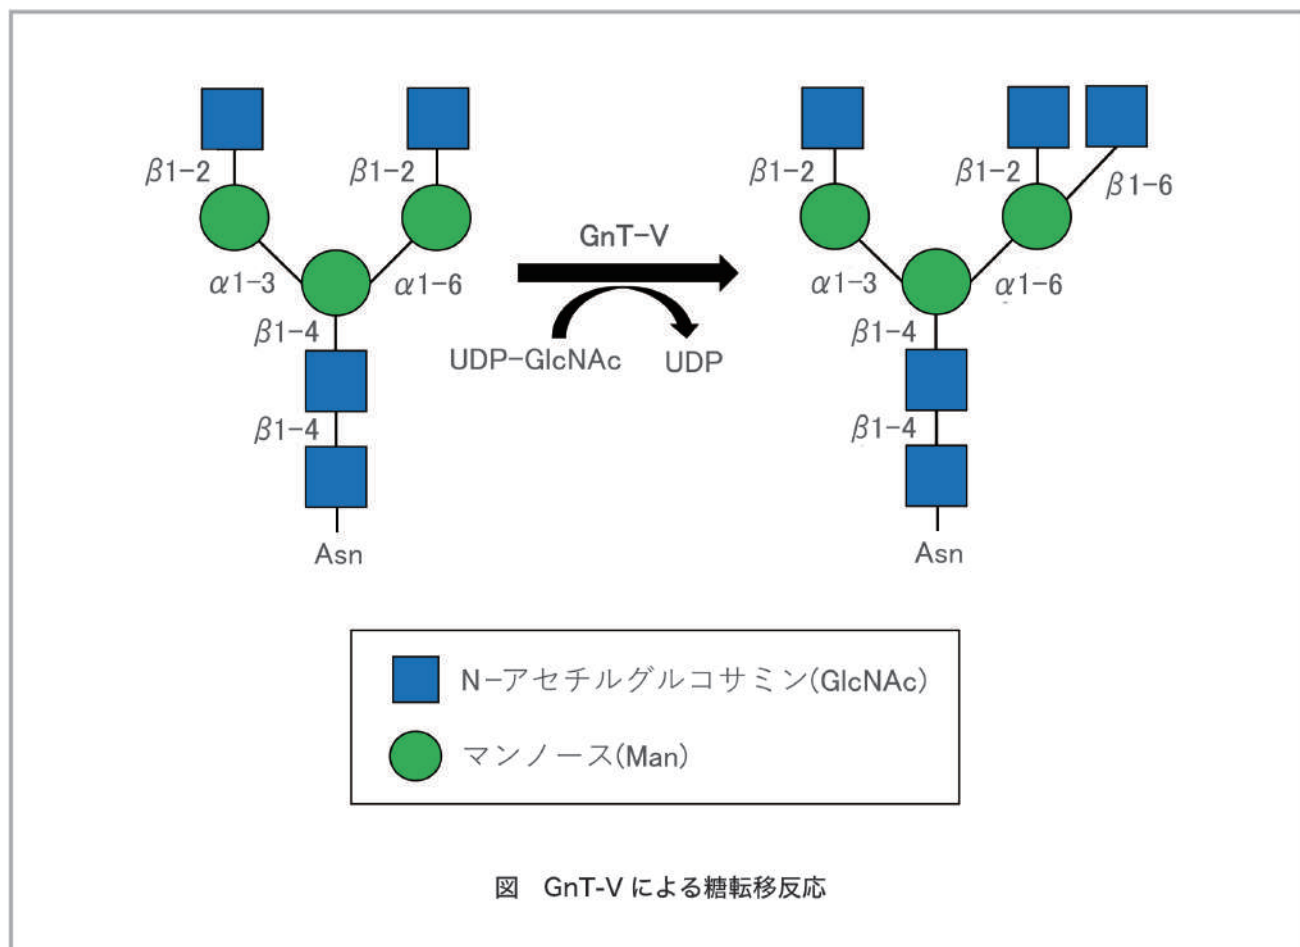 β1-2
β1-2
α1-3
α1-6
β1-4
β1-4
Asn
GnT-V
UDP-GlcNAc
UDP
β1-2
β1-2
β1-6
α1-3
α1-6
β1-4
β1-4
Asn
N-アセチルグルコサミン(GlcNAc)
マンノース(Man)
図 GnT-V による糖転移反応